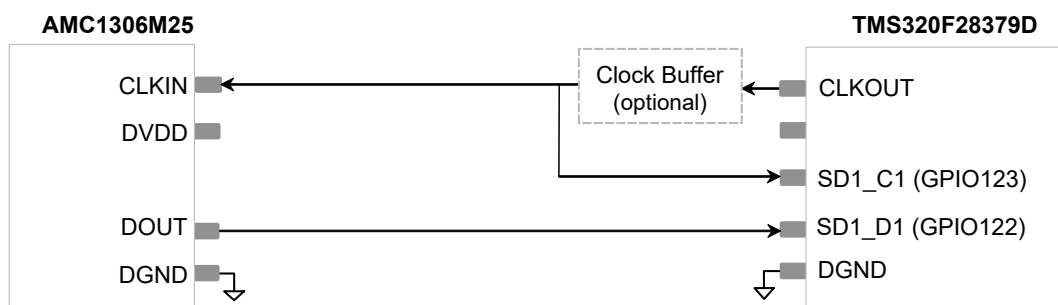 AMC1306M25
TMS320F28379D
CLKIN
Clock Buffer
(optional)
CLKOUT
DVDD
SD1_C1 (GPIO123)
DOUT
SD1_D1 (GPIO122)
DGND
DGND